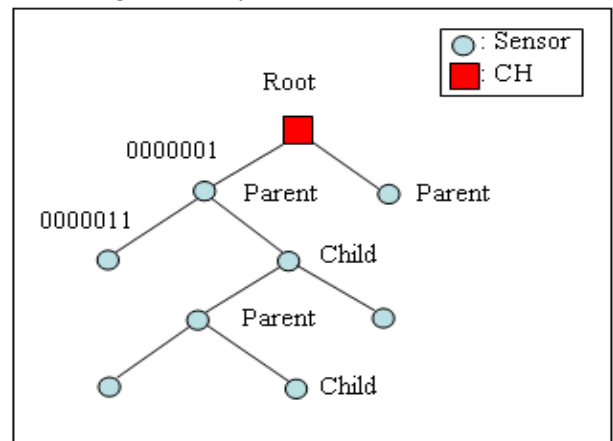 : Sensor
: CH
Root
0000001
Parent
Parent
0000011
Child
Parent
Child